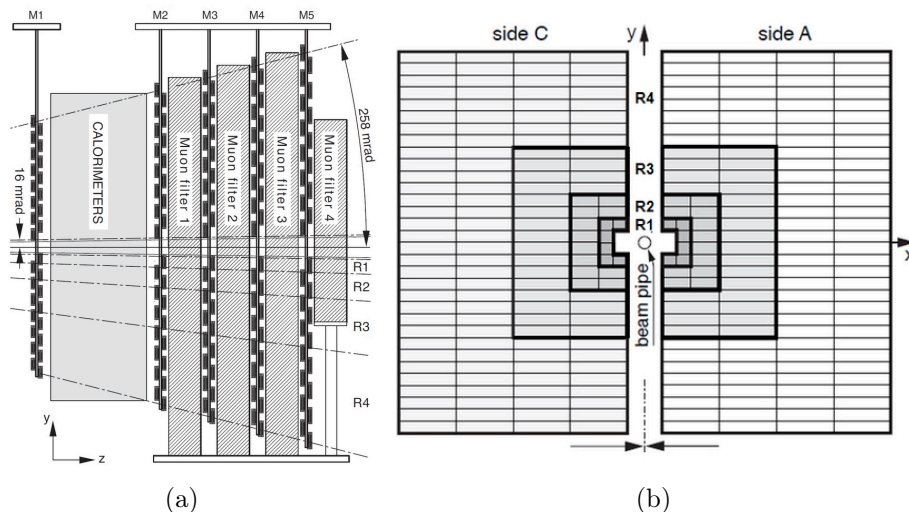 M1
M2
M3
M4
M5
16 mrad
CALORIMETERS
Muon filter 1
Muon filter 2
Muon filter 3
Muon filter 4
258 mrad
R1
R2
R3
R4
y
z
(a)
side C
y
side A
R4
R3
R2
R1
x
beam pipe
(b)